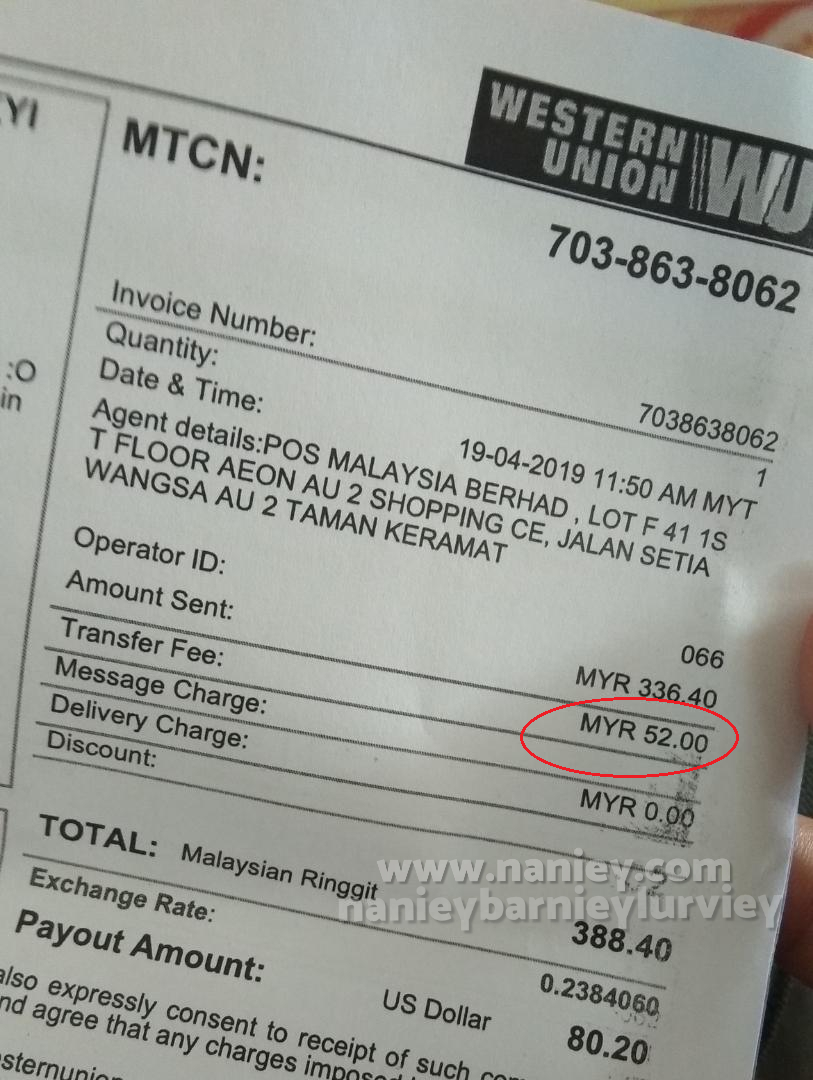 YI
WESTERN
UNION
WU
MTCN:
703-863-8062
Invoice Number:
7038638062
Quantity:
1
Date & Time:
19-04-2019 11:50 AM MYT
Agent details:POS MALAYSIA BERHAD , LOT F 41 1S
T FLOOR AEON AU 2 SHOPPING CE, JALAN SETIA
WANGSA AU 2 TAMAN KERAMAT
:O
in
Operator ID:
066
Amount Sent:
MYR 336.40
Transfer Fee:
MYR 52.00
Message Charge:
Delivery Charge:
MYR 0.00
Discount:
TOTAL: Malaysian Ringgit
388.40
Exchange Rate:
0.2384060
Payout Amount:
US Dollar
80.20
also expressly consent to receipt of such
and agree that any charges imposed
www.naniey.com
nanieybarnieylurviey